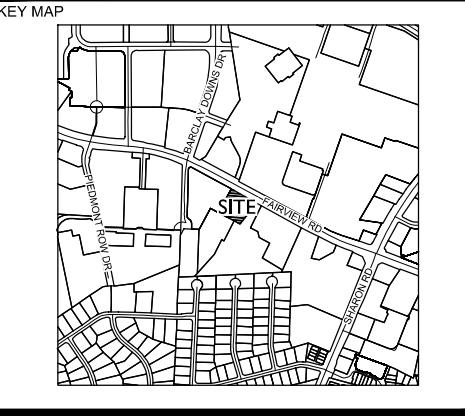 KEY MAP
BARCLAY DOWNS DR
PIEDMONT ROW DR
SITE
FAIRVIEW RD
SHARON RD